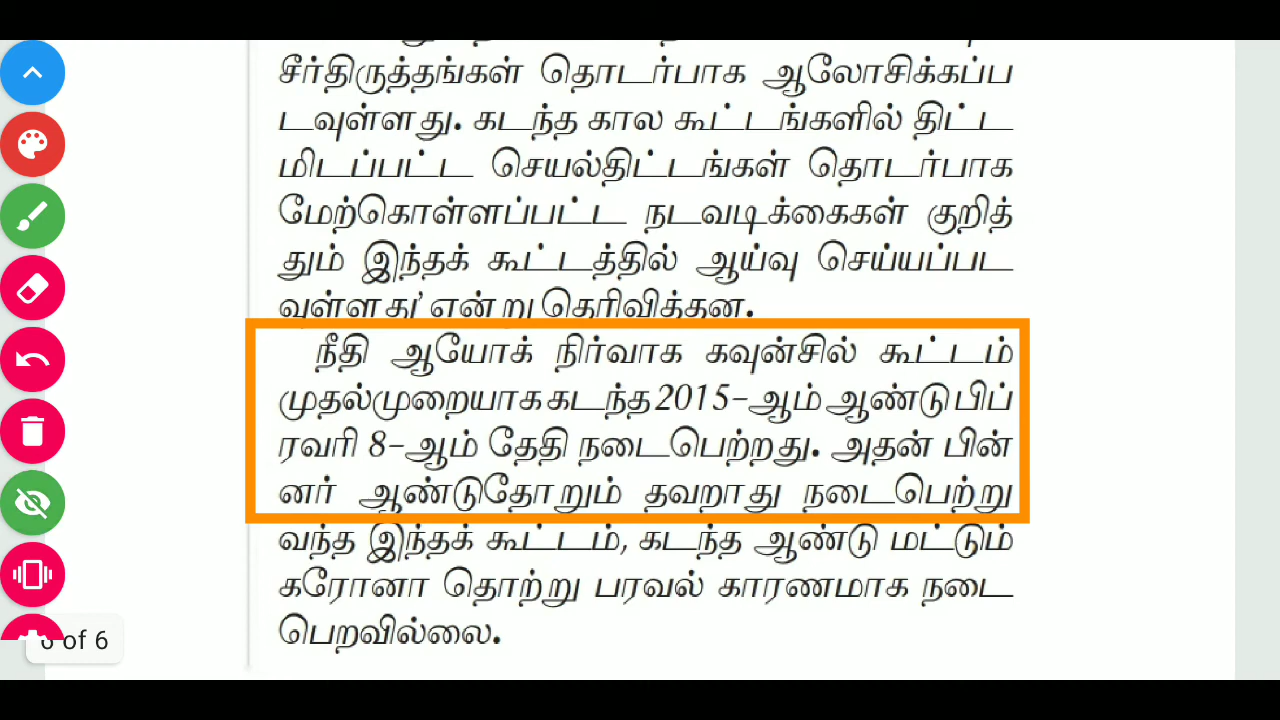 சீர்திருத்தங்கள் தொடர்பாக ஆலோசிக்கப்ப
டவுள்ளது. கடந்த கால கூட்டங்களில் திட்ட
மிடப்பட்ட செயல்திட்டங்கள் தொடர்பாக
மேற்கொள்ளப்பட்ட நடவடிக்கைகள் குறித்
தும் இந்தக் கூட்டத்தில் ஆய்வு செய்யப்பட
வுள்ளது' என்று தெரிவித்தன.
நீதி ஆயோக் நிர்வாக கவுன்சில் கூட்டம்
முதல்முறையாக கடந்த 2015-ஆம் ஆண்டு பிப்
ரவரி 8-ஆம் தேதி நடைபெற்றது. அதன் பின்
னர் ஆண்டுதோறும் தவறாது நடைபெற்று
வந்த இந்தக் கூட்டம், கடந்த ஆண்டு மட்டும்
கரோனா தொற்று பரவல் காரணமாக நடை
பெறவில்லை.
6 of 6